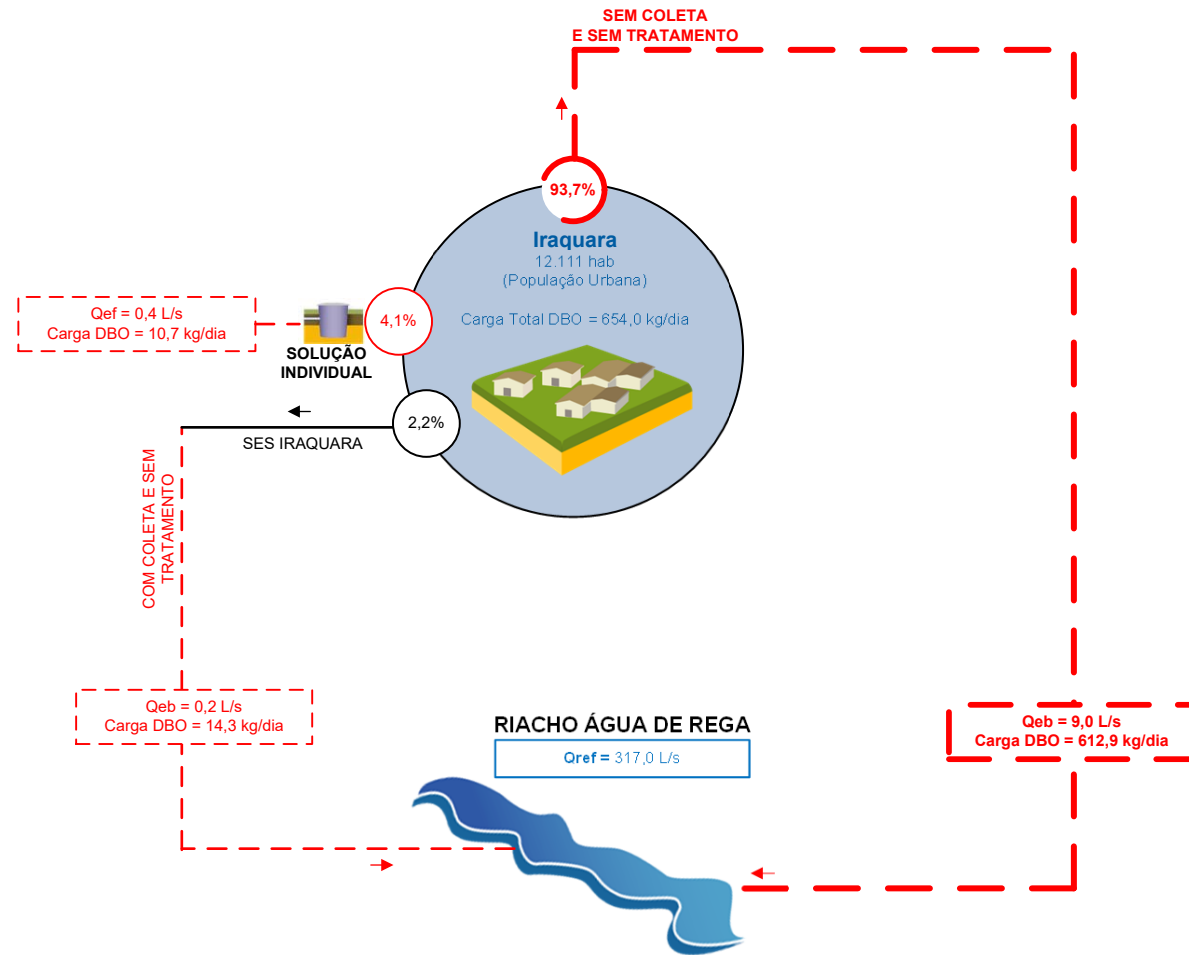 SEM COLETA
E SEM TRATAMENTO
93,7%
Iraquara
12.111 hab
(População Urbana)
Carga Total DBO = 654,0 kg/dia
Qef = 0,4 L/s
Carga DBO = 10,7 kg/dia
4,1%
SOLUÇÃO
INDIVIDUAL
2,2%
SES IRAQUARA
COM COLETA E SEM
TRATAMENTO
Qeb = 0,2 L/s
Carga DBO = 14,3 kg/dia
RIACHO ÁGUA DE REGA
Qref = 317,0 L/s
Qeb = 9,0 L/s
Carga DBO = 612,9 kg/dia